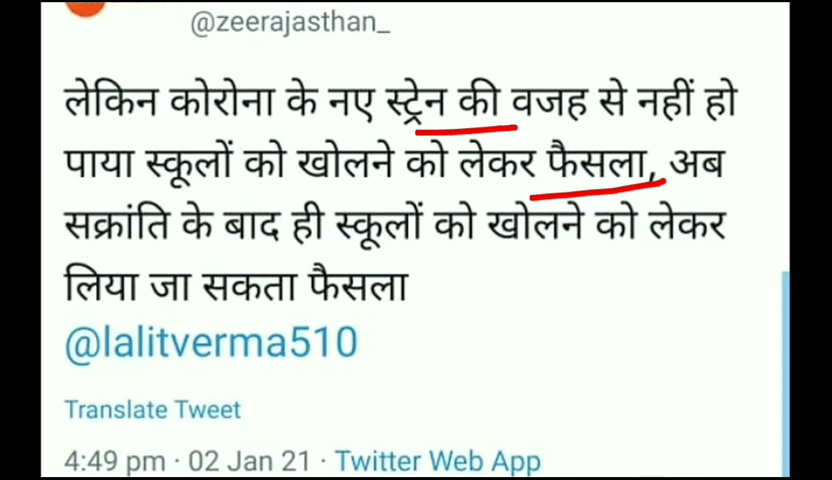 @zeerajasthan_
लेकिन कोरोना के नए स्ट्रेन की वजह से नहीं हो
पाया स्कूलों को खोलने को लेकर फैसला, अब
सक्रांति के बाद ही स्कूलों को खोलने को लेकर
लिया जा सकता फैसला
@lalitverma510
Translate Tweet
4:49 pm · 02 Jan 21 · Twitter Web App